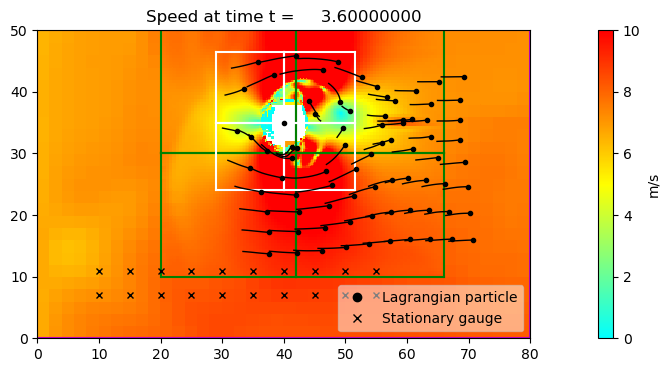 Speed at time t = 3.60000000
50
40
30
20
10
0
0 10 20 30 40 50 60 70 80
Lagrangian particle
Stationary gauge
10
8
6
4
2
0
m/s